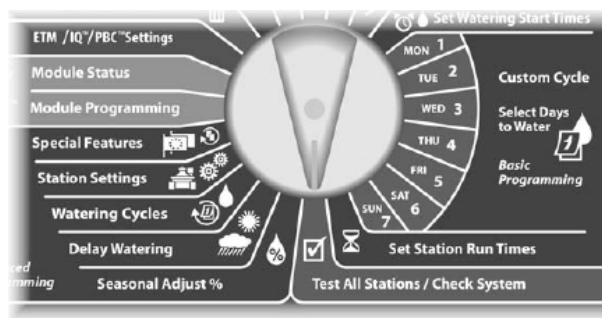 Set Watering Start Times
ETM /IQ™/PBC™Settings
Module Status
Module Programming
Special Features
Station Settings
Watering Cycles
Delay Watering
Seasonal Adjust %
MON 1
TUE 2
WED 3
THU 4
FRI 5
SAT 6
SUN 7
Custom Cycle
Select Days
to Water
Basic
Programming
Set Station Run Times
Test All Stations / Check System
%